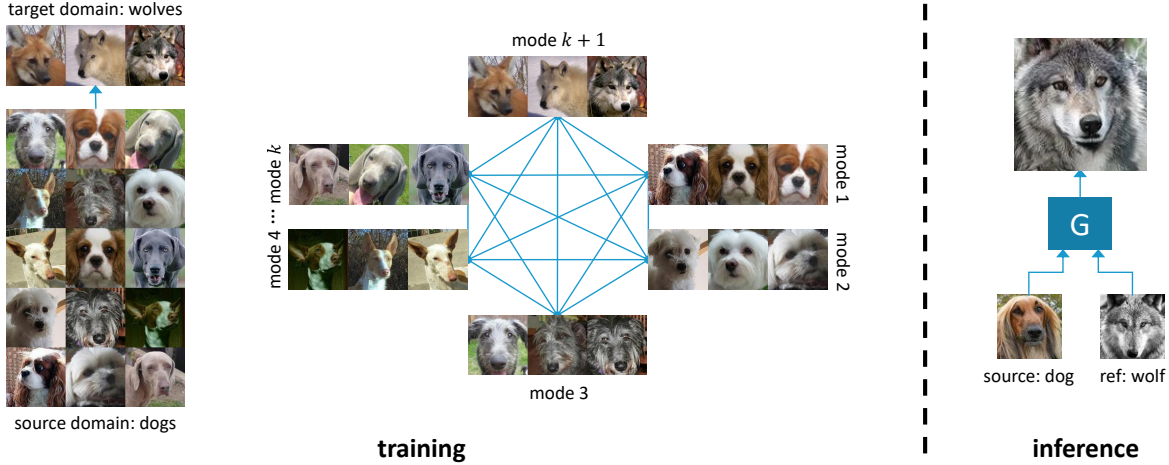 target domain: wolves
source domain: dogs
mode k + 1
mode 4 ··· mode k
mode 1
mode 2
mode 3
training
G
source: dog
ref: wolf
inference